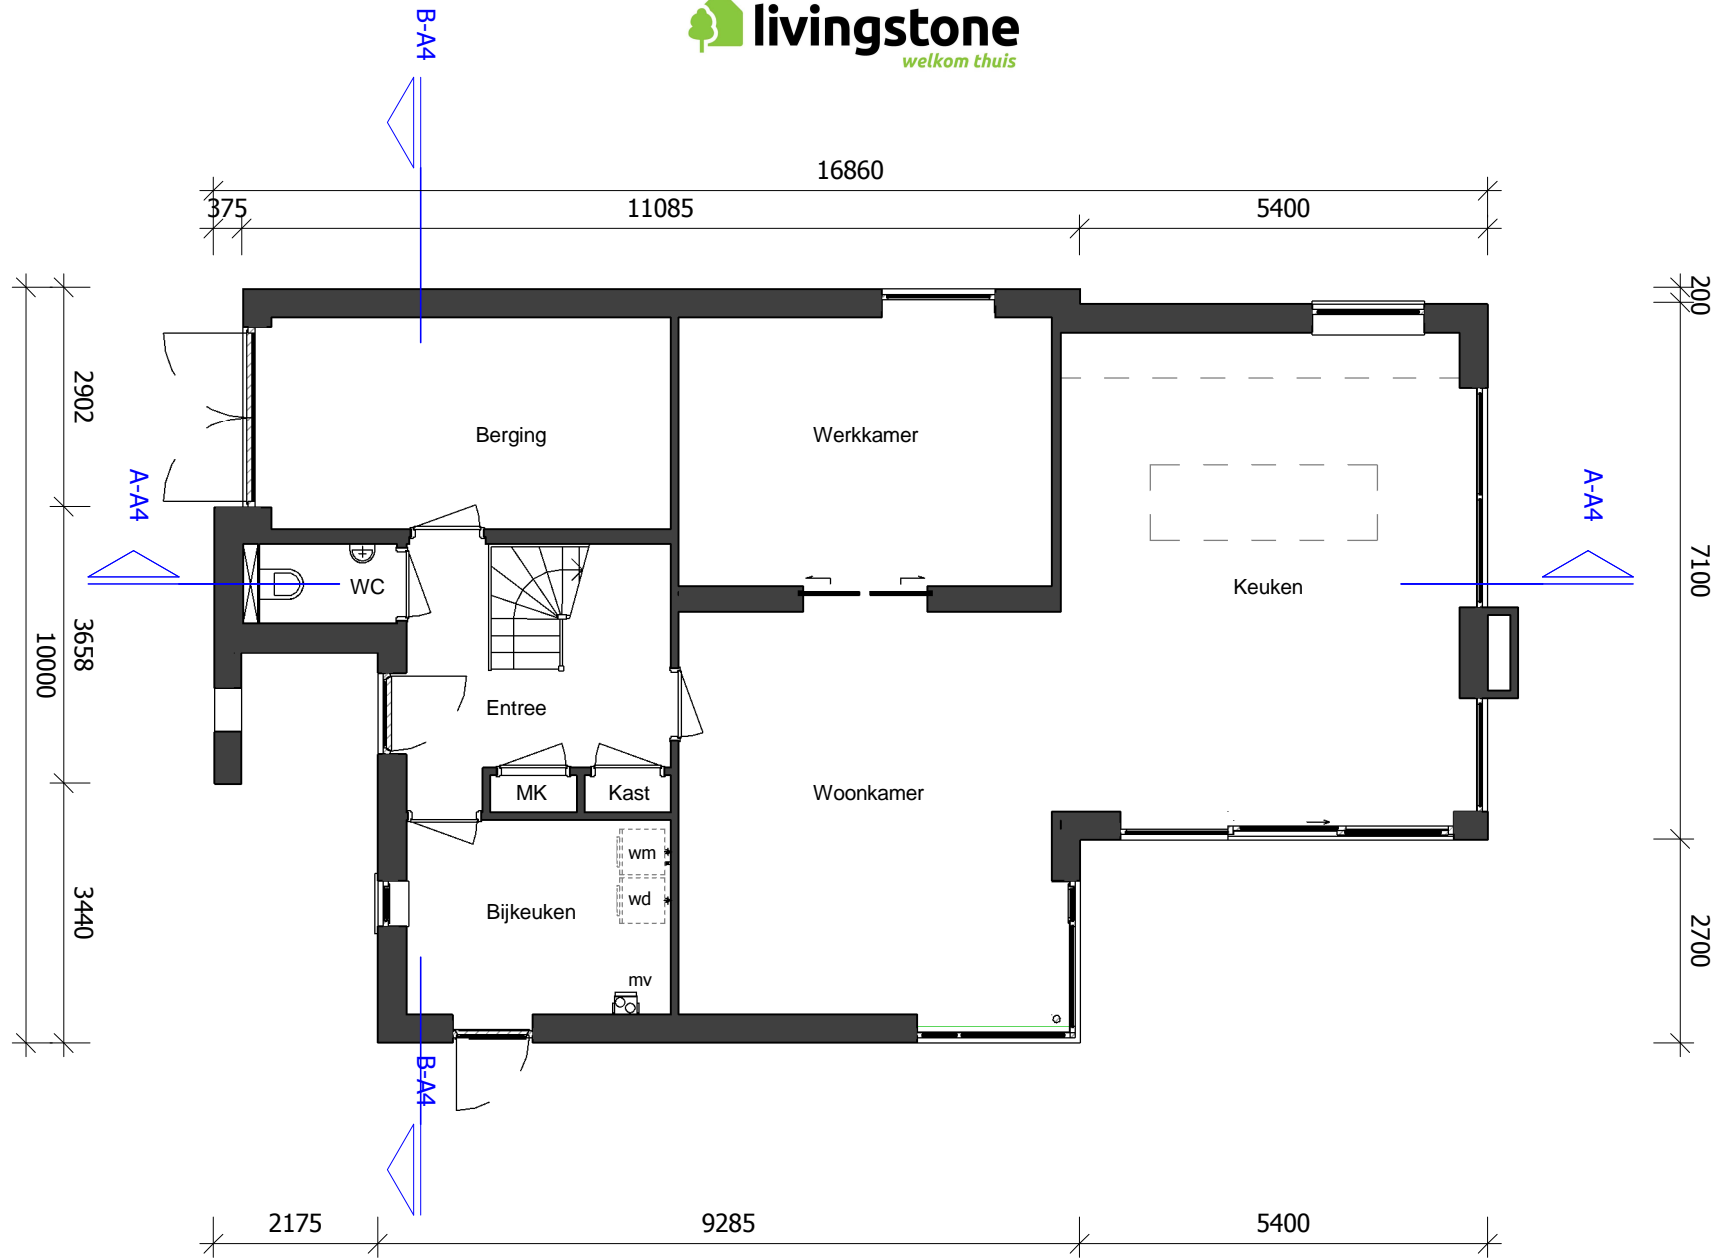 livingstone
welkom thuis
B-A4
16860
375
11085
5400
200
2902
7100
3658
10000
3440
2700
A-A4
A-A4
Berging
Werkkamer
Keuken
WC
Entree
MK
Kast
Woonkamer
wm
wd
Bijkeuken
mv
B-A4
2175
9285
5400